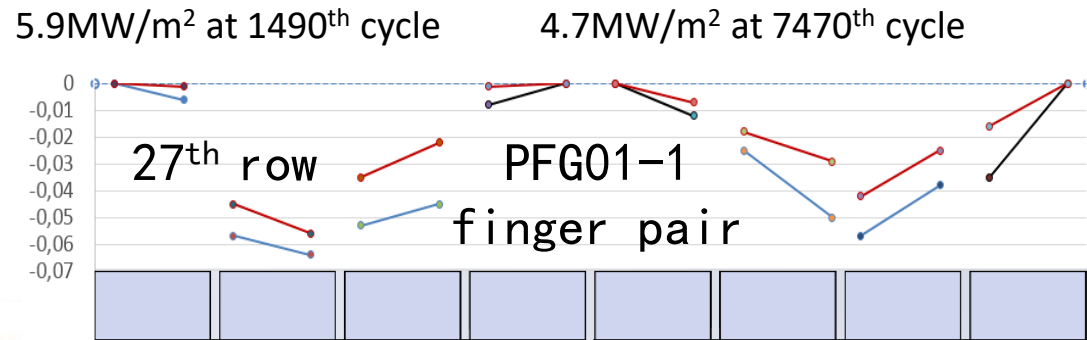 5.9MW/m² at 1490ᵗʰ cycle 4.7MW/m² at 7470ᵗʰ cycle
0
-0,01
-0,02
-0,03
-0,04
-0,05
-0,06
-0,07
27ᵗʰ row PFG01-1
finger pair